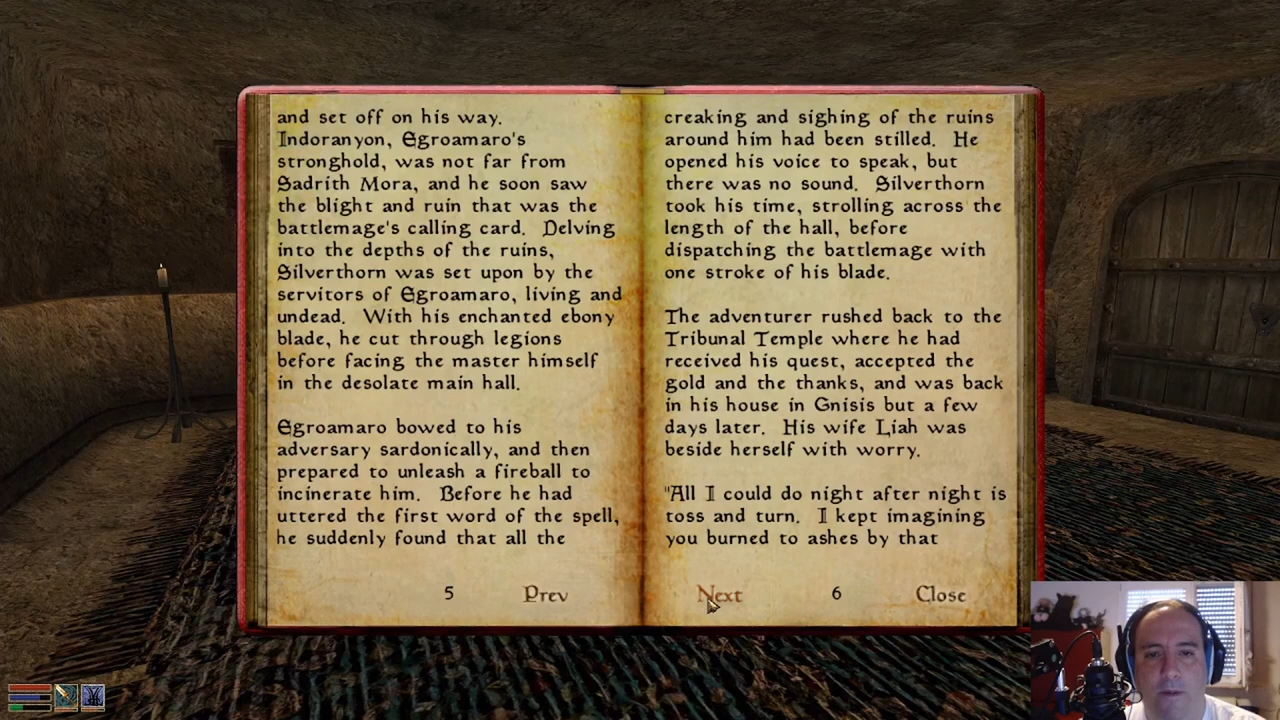 and set off on his way.
Indoranyon, Egroamaro's
stronghold, was not far from
Sadrith Mora, and he soon saw
the blight and ruin that was the
battlemage's calling card.  Delving
into the depths of the ruins,
Silverthorn was set upon by the
servitors of Egroamaro, living and
undead.  With his enchanted ebony
blade, he cut through legions
before facing the master himself
in the desolate main hall.
Egroamaro bowed to his
adversary sardonically, and then
prepared to unleash a fireball to
incinerate him.  Before he had
uttered the first word of the spell,
he suddenly found that all the
5
Prev
creaking and sighing of the ruins
around him had been stilled.  He
opened his voice to speak, but
there was no sound.  Silverthorn
took his time, strolling across the
length of the hall, before
dispatching the battlemage with
one stroke of his blade.
The adventurer rushed back to the
Tribunal Temple where he had
received his quest, accepted the
gold and the thanks, and was back
in his house in Gnisis but a few
days later.  His wife Liah was
beside herself with worry.
"All I could do night after night is
toss and turn.  I kept imagining
you burned to ashes by that
Next
6
Close